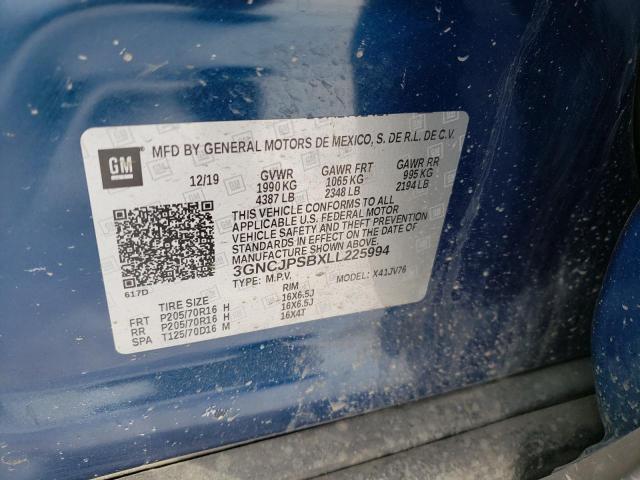 GM
MFD BY GENERAL MOTORS DE MEXICO, S. DE R.L. DE C.V.
12/19 GVWR GAWR FRT GAWR RR
1990 KG 1065 KG 995 KG
4387 LB 2348 LB 2194 LB
THIS VEHICLE CONFORMS TO ALL
APPLICABLE U.S. FEDERAL MOTOR
VEHICLE SAFETY AND THEFT PREVENTION
STANDARDS IN EFFECT ON THE DATE OF
MANUFACTURE SHOWN ABOVE.
3GNCJPSBXLL225994
617D TYPE: M.P.V. MODEL: X41JV76
TIRE SIZE RIM
FRT P205/70R16 H 16X6.5J
RR P205/70R16 H 16X6.5J
SPA T125/70D16 M 16X4T